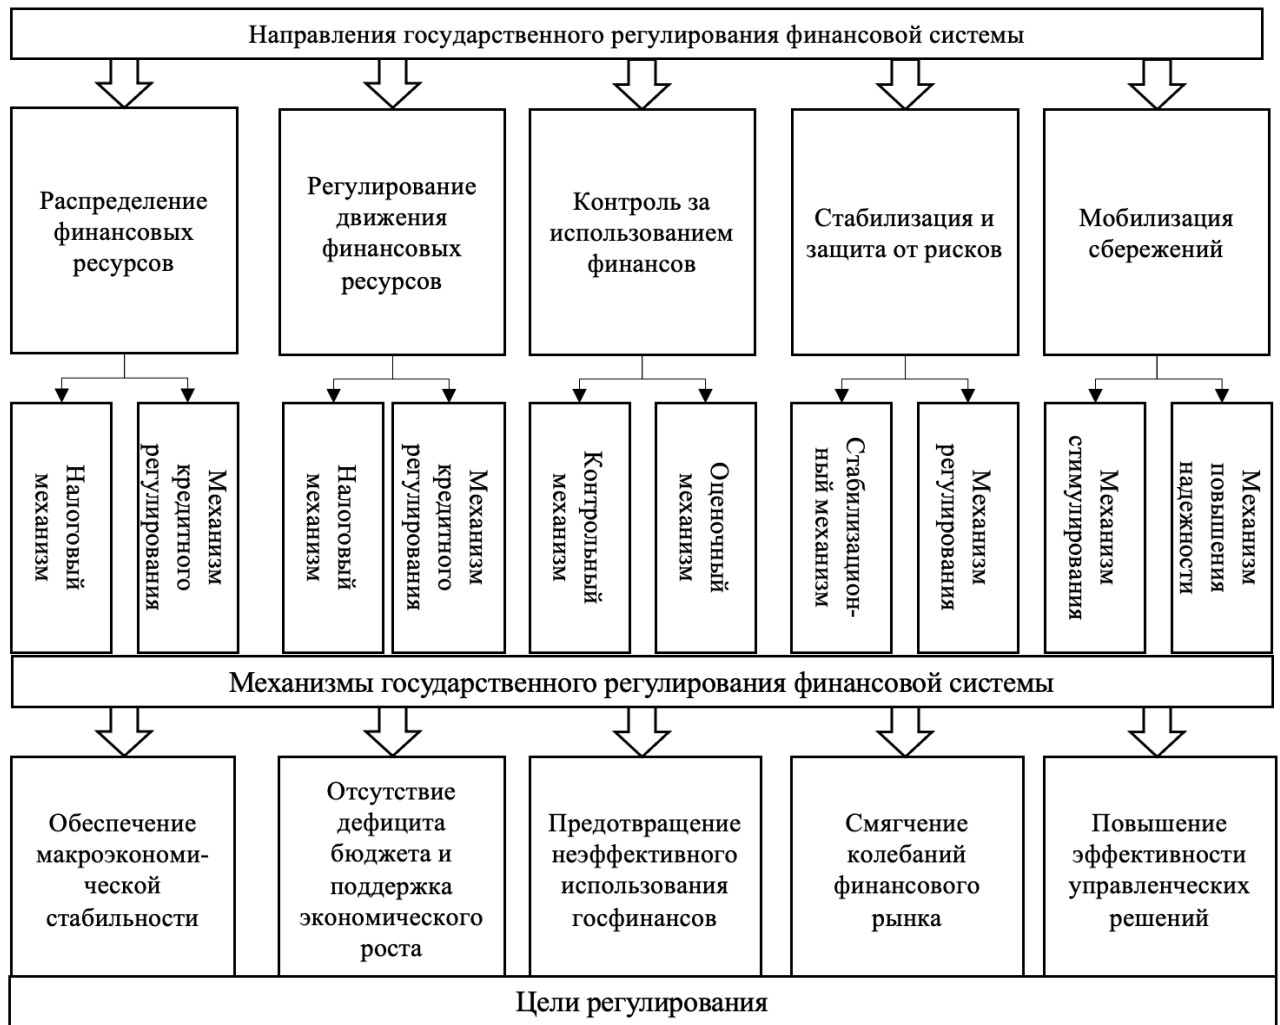 Направления государственного регулирования финансовой системы
Распределение
финансовых
ресурсов
Регулирование
движения
финансовых
ресурсов
Контроль за
использованием
финансов
Стабилизация и
защита от рисков
Мобилизация
сбережений
Налоговый
механизм
Механизм
кредитного
регулирования
Налоговый
механизм
Механизм
кредитного
регулирования
Контрольный
механизм
Оценочный
механизм
Стабилизацион-
ный механизм
Механизм
регулирования
Механизм
стимулирования
Механизм
повышения
надежности
Механизмы государственного регулирования финансовой системы
Обеспечение
макроэкономи-
ческой
стабильности
Отсутствие
дефицита
бюджета и
поддержка
экономического
роста
Предотвращение
неэффективного
использования
госфинансов
Смягчение
колебаний
финансового
рынка
Повышение
эффективности
управленческих
решений
Цели регулирования